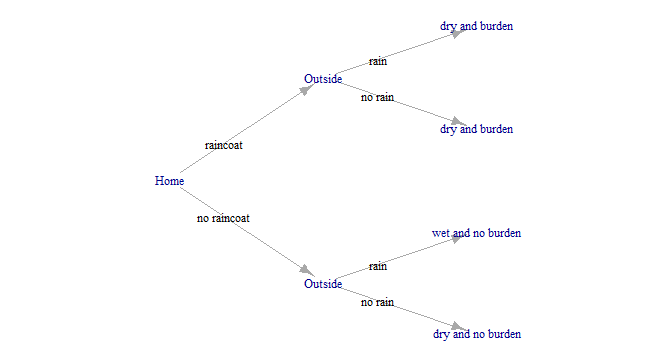 dry and burden
rain
Outside
no rain
dry and burden
raincoat
Home
no raincoat
wet and no burden
rain
Outside
no rain
dry and no burden